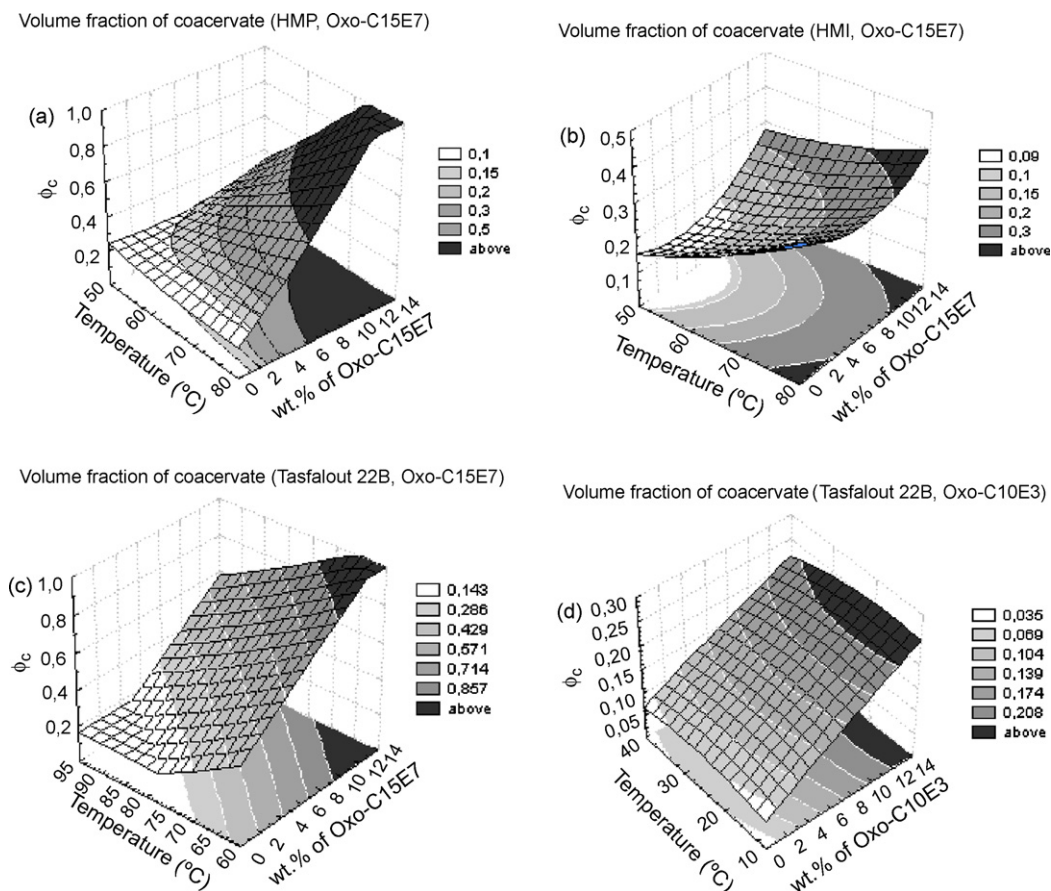 Volume fraction of coacervate (HMP, Oxo-C15E7)
(a)
ϕc
1,0
0,8
0,6
0,4
0,2
50
60
70
80
Temperature (ºC)
0 2 4 6 8 10 12 14
wt.% of Oxo-C15E7
0,1
0,15
0,2
0,3
0,5
above
Volume fraction of coacervate (HMI, Oxo-C15E7)
(b)
ϕc
0,5
0,4
0,3
0,2
0,1
50
60
70
80
Temperature (ºC)
0 2 4 6 8 10 12 14
wt.% of Oxo-C15E7
0,09
0,1
0,15
0,2
0,3
above
Volume fraction of coacervate (Tasfalout 22B, Oxo-C15E7)
(c)
ϕc
1,0
0,8
0,6
0,4
0,2
95
90
85
80
75
70
65
60
Temperature (ºC)
0 2 4 6 8 10 12 14
wt.% of Oxo-C15E7
0,143
0,286
0,429
0,571
0,714
0,857
above
Volume fraction of coacervate (Tasfalout 22B, Oxo-C10E3)
(d)
ϕc
0,30
0,25
0,20
0,15
0,10
0,05
40
30
20
10
Temperature (ºC)
0 2 4 6 8 10 12 14
wt.% of Oxo-C10E3
0,035
0,069
0,104
0,139
0,174
0,208
above